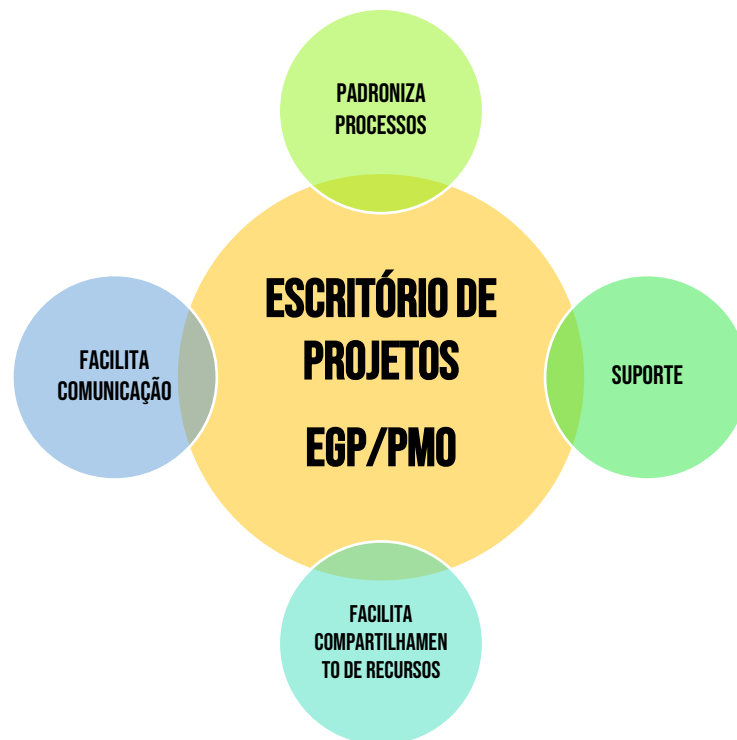 PADRONIZA
PROCESSOS
ESCRITÓRIO DE
PROJETOS
EGP/PMO
FACILITA
COMUNICAÇÃO
SUPORTE
FACILITA
COMPARTILHAMEN
TO DE RECURSOS